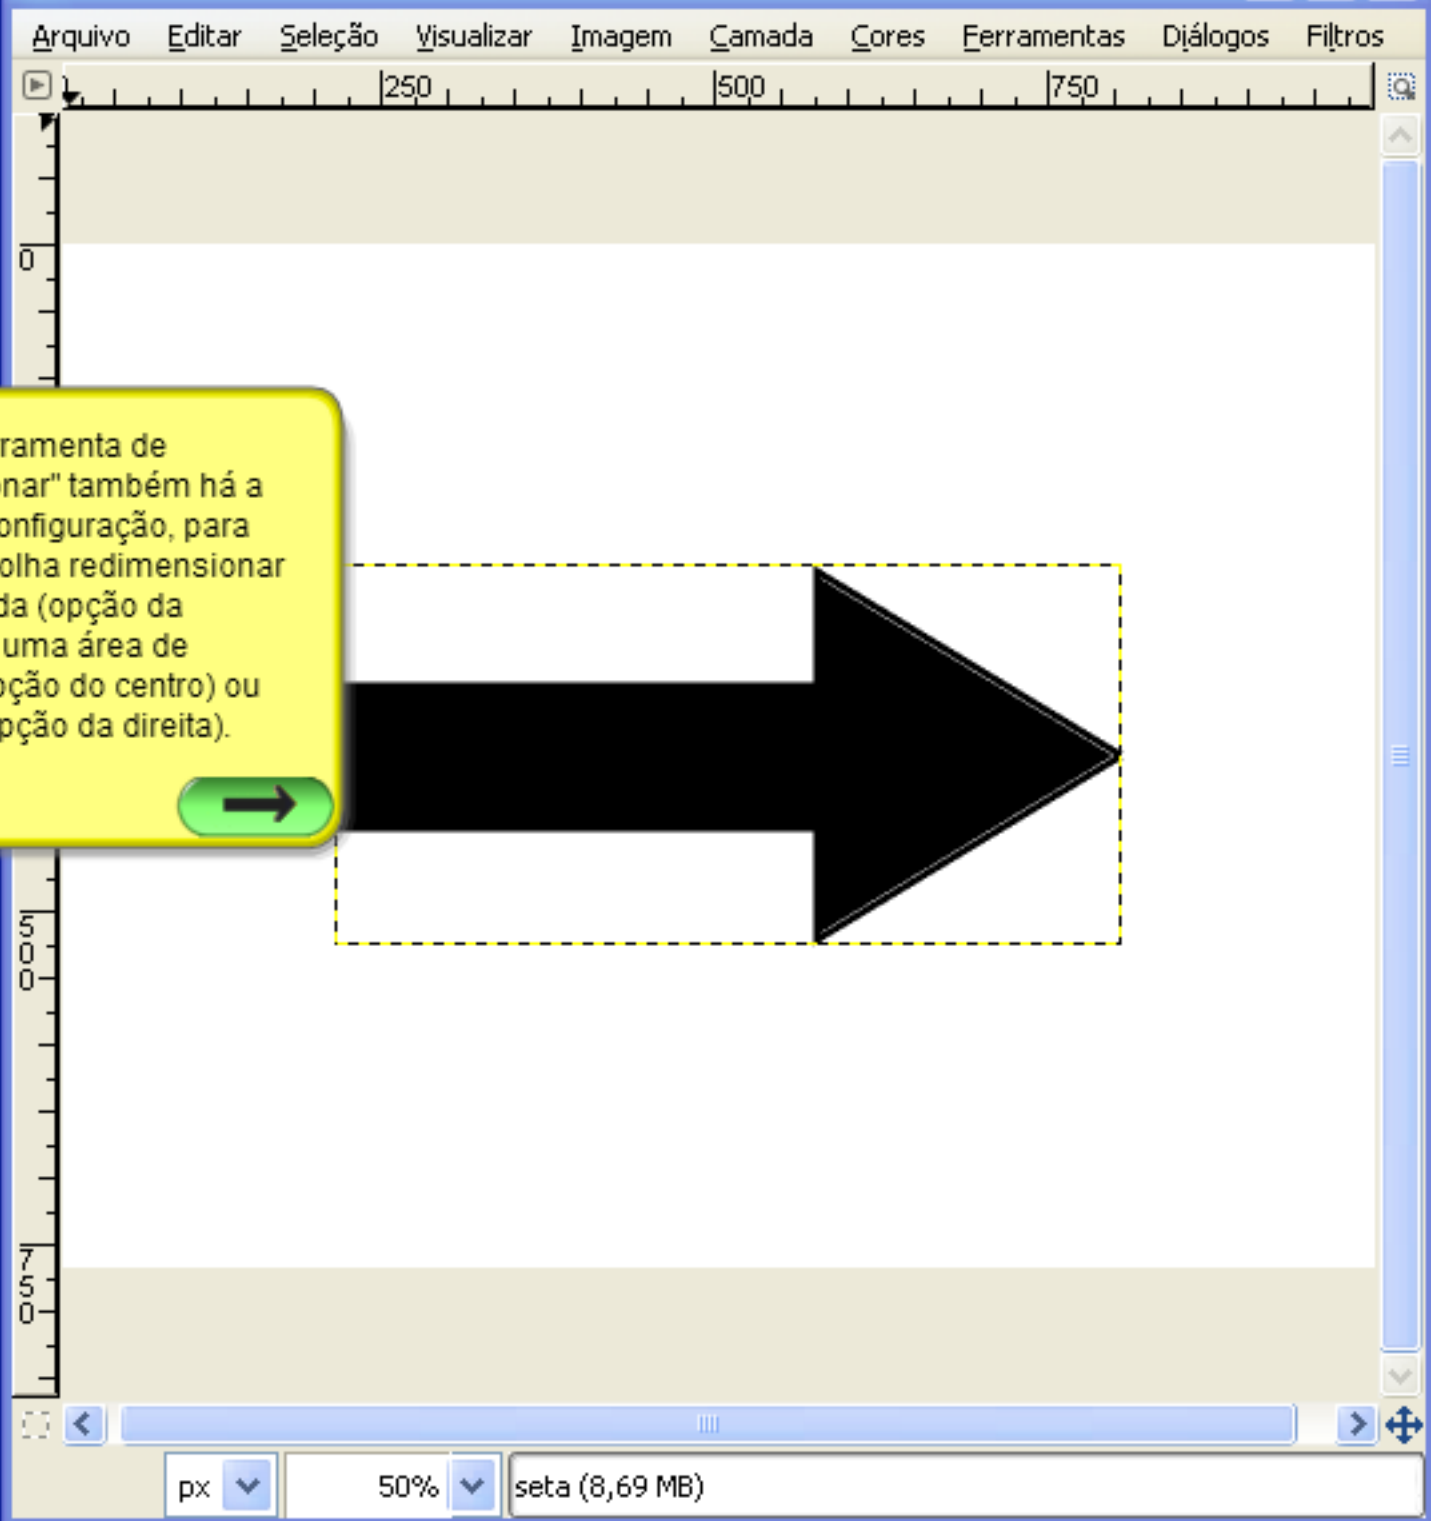 Arquivo Editar Seleção Visualizar Imagem Camada Cores Ferramentas Diálogos Filtros
250 500 750
0
ramenta de
nar" também há a
onfiguração, para
olha redimensionar
da (opção da
uma área de
pção do centro) ou
pção da direita).
500
750
px 50% seta (8,69 MB)